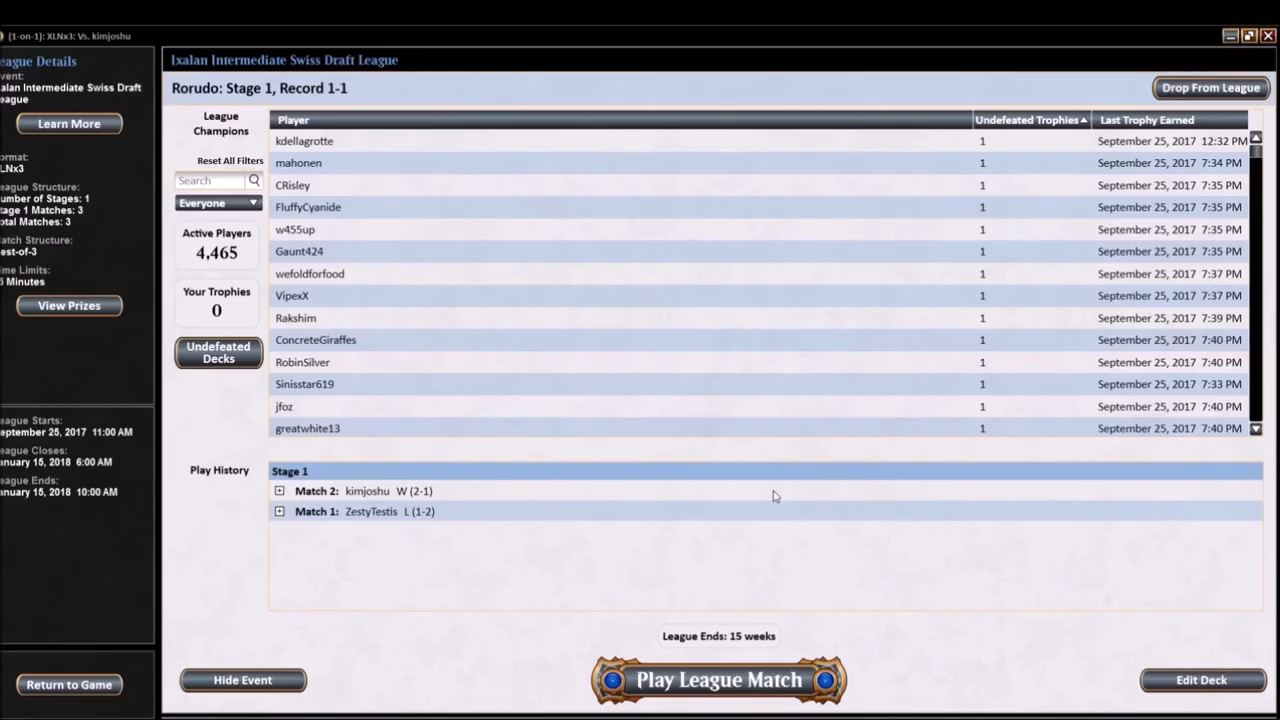 (1-on-1): XLNx3: Vs. kimjoshu
eague Details
vent:
xalan Intermediate Swiss Draft
eague
Learn More
ormat:
LNx3
eague Structure:
umber of Stages: 1
tage 1 Matches: 3
otal Matches: 3
atch Structure:
est-of-3
ime Limits:
5 Minutes
View Prizes
eague Starts:
eptember 25, 2017 11:00 AM
eague Closes:
anuary 15, 2018 6:00 AM
eague Ends:
anuary 15, 2018 10:00 AM
Return to Game
Ixalan Intermediate Swiss Draft League
Rorudo: Stage 1, Record 1-1
Drop From League
League
Champions
Reset All Filters
Search
Everyone
Active Players
4,465
Your Trophies
0
Undefeated
Decks
Player Undefeated Trophies Last Trophy Earned
kdellagrotte 1 September 25, 2017 12:32 PM
mahonen 1 September 25, 2017 7:34 PM
CRisley 1 September 25, 2017 7:35 PM
FluffyCyanide 1 September 25, 2017 7:35 PM
w455up 1 September 25, 2017 7:35 PM
Gaunt424 1 September 25, 2017 7:35 PM
wefoldforfood 1 September 25, 2017 7:37 PM
VipexX 1 September 25, 2017 7:37 PM
Rakshim 1 September 25, 2017 7:39 PM
ConcreteGiraffes 1 September 25, 2017 7:40 PM
RobinSilver 1 September 25, 2017 7:40 PM
Sinisstar619 1 September 25, 2017 7:33 PM
jfoz 1 September 25, 2017 7:40 PM
greatwhite13 1 September 25, 2017 7:40 PM
Play History
Stage 1
Match 2: kimjoshu W (2-1)
Match 1: ZestyTestis L (1-2)
League Ends: 15 weeks
Hide Event
Play League Match
Edit Deck